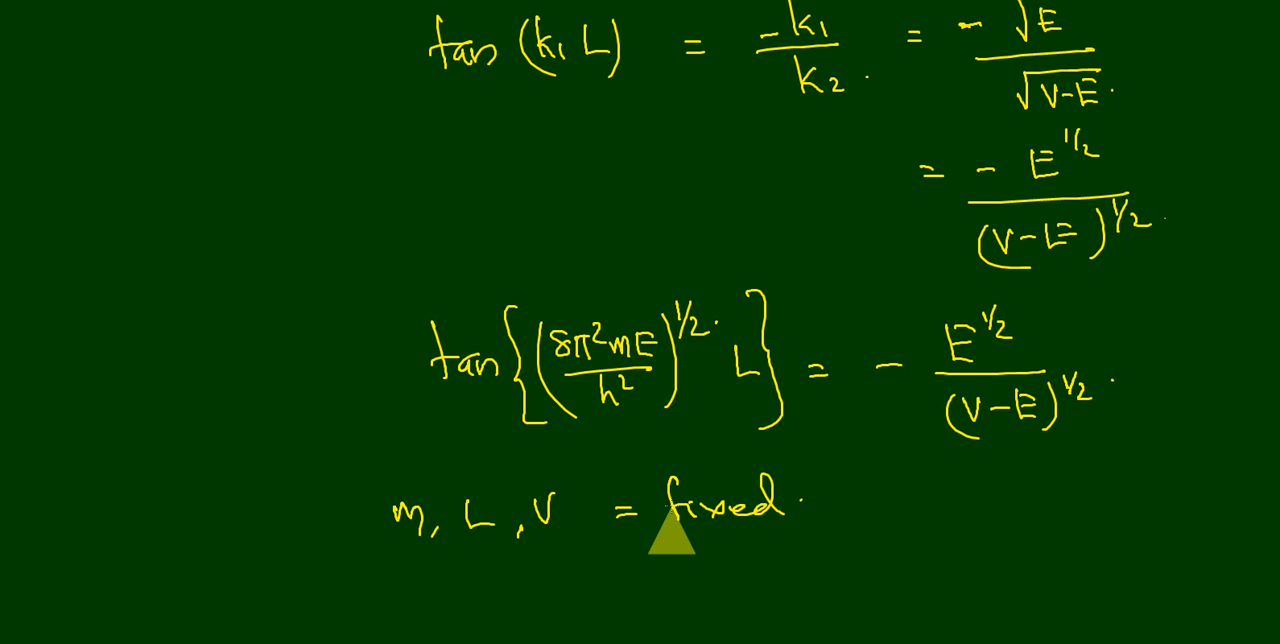 tan (k₁ L) = -k₁/k₂ = - √E/√V-E
= - E^1/2/(V-E)^1/2
tan{(8π²mE/h²)^1/2 L} = - E^1/2/(V-E)^1/2
m, L, V = fixed.